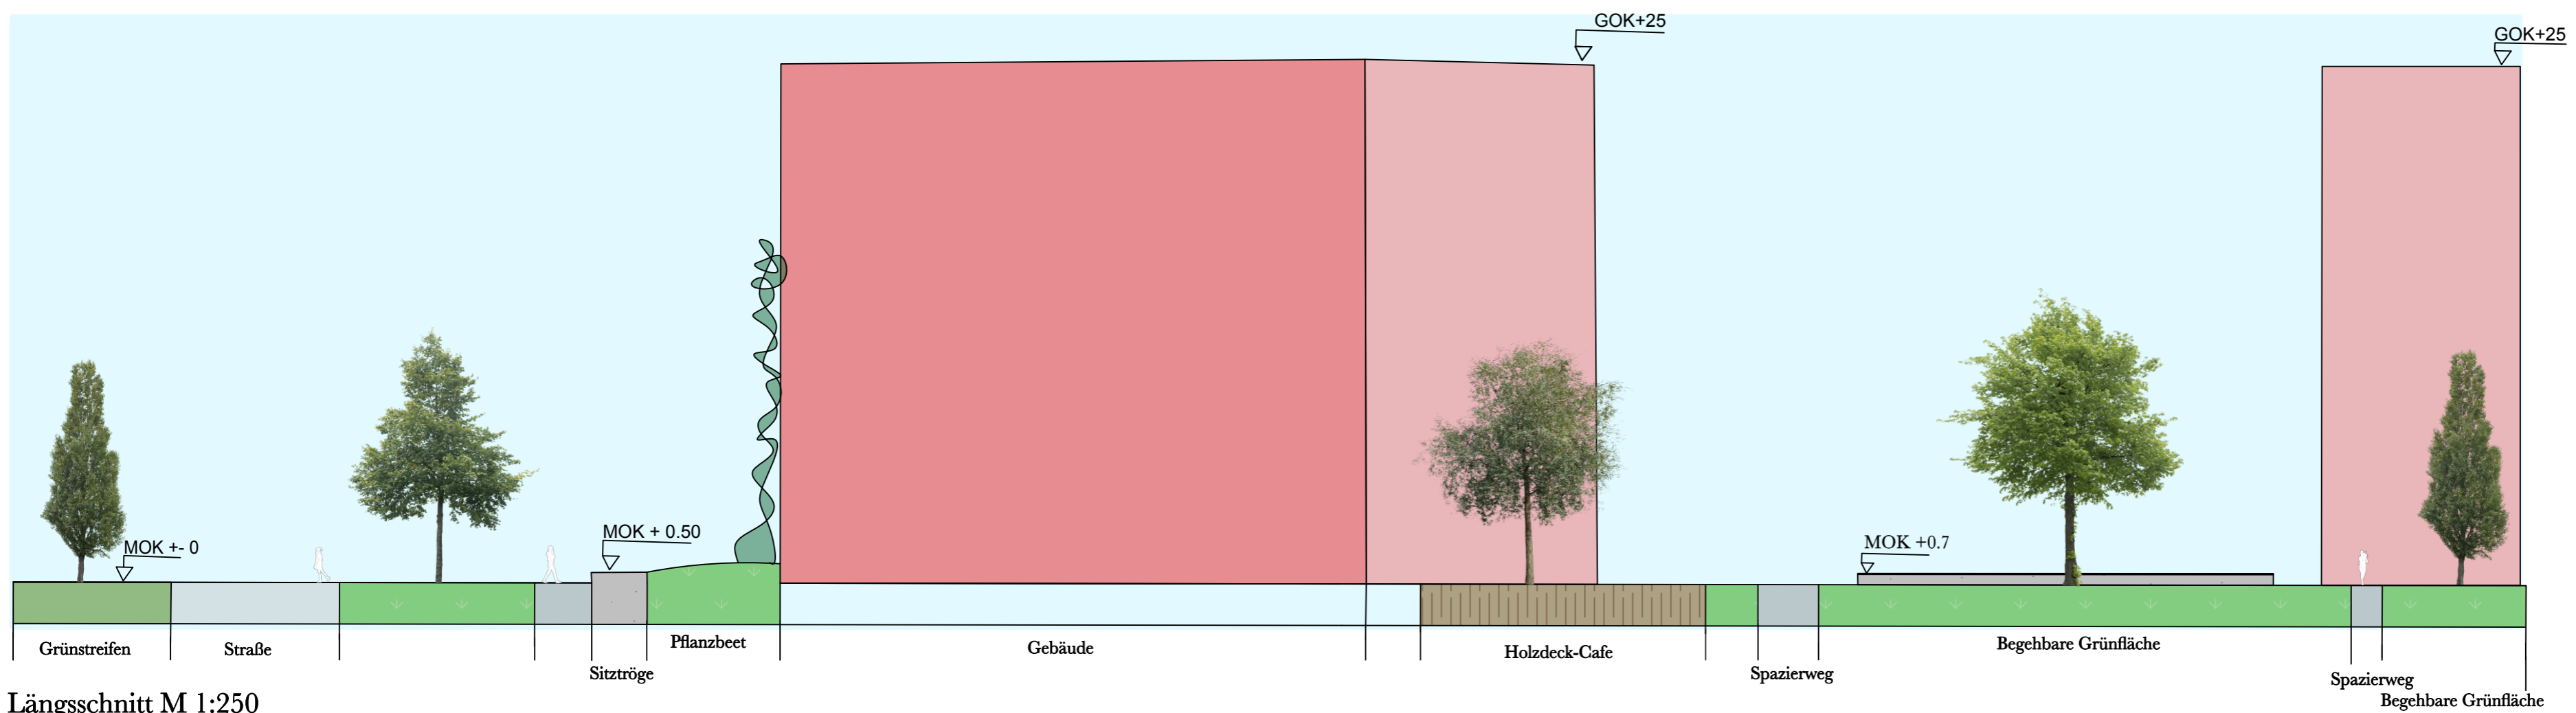 GOK+25
GOK+25
MOK +- 0
MOK + 0.50
MOK +0.7
Grünstreifen
Straße
Sitztröge
Pflanzbeet
Gebäude
Holzdeck-Cafe
Spazierweg
Begehbare Grünfläche
Spazierweg
Begehbare Grünfläche
Längsschnitt M 1:250